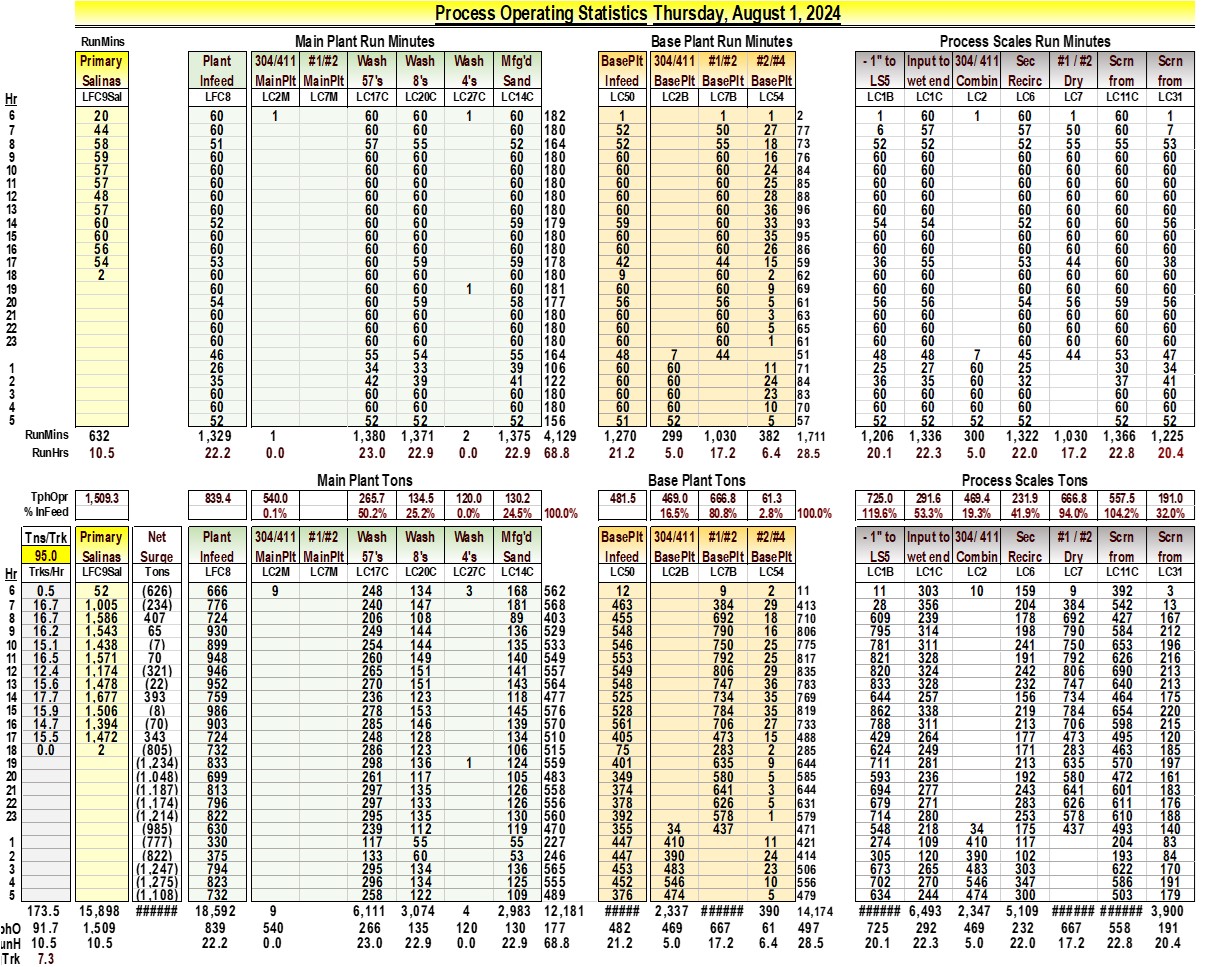 Process Operating Statistics Thursday, August 1, 2024
RunMins Main Plant Run Minutes Base Plant Run Minutes Process Scales Run Minutes
Primary Plant 304/411 #1/#2 Wash Wash Wash Mfg'd BasePlt 304/411 #1/#2 #2/#4 - 1" to Input to 304/ 411 Sec #1 / #2 Scrn Scrn
Salinas Infeed MainPlt MainPlt 57's 8's 4's Sand Infeed BasePlt BasePlt BasePlt LS5 wet end Combin Recirc Dry from from
Hr LFC9Sal LFC8 LC2M LC7M LC17C LC20C LC27C LC14C LC50 LC2B LC7B LC54 LC1B LC1C LC2 LC6 LC7 LC11C LC31
6 20 60 1 60 60 1 60 182 1 1 1 2 1 60 1 60 1 60 1
7 44 60 60 60 60 180 52 50 27 77 6 57 57 50 60 7
8 58 51 57 55 52 164 52 55 18 73 52 52 52 55 55 53
9 59 60 60 60 60 180 60 60 16 76 60 60 60 60 60 60
10 57 60 60 60 60 180 60 60 24 84 60 60 60 60 60 60
11 57 60 60 60 60 180 60 60 25 85 60 60 60 60 60 60
12 48 60 60 60 60 180 60 60 28 88 60 60 60 60 60 60
13 57 60 60 60 60 180 60 60 36 96 60 60 60 60 60 60
14 60 52 60 60 59 179 59 60 33 93 54 54 52 60 60 56
15 60 60 60 60 60 180 60 60 35 95 60 60 60 60 60 60
16 56 60 60 60 60 180 60 60 26 86 60 60 60 60 60 60
17 54 53 60 59 59 178 42 44 15 59 36 55 53 44 60 38
18 2 60 60 60 60 180 9 60 2 62 60 60 60 60 60 60
19 60 60 60 1 60 181 60 60 9 69 60 60 60 60 60 60
20 54 60 59 58 177 56 56 5 61 56 56 54 56 59 56
21 60 60 60 60 180 60 60 3 63 60 60 60 60 60 60
22 60 60 60 60 180 60 60 5 65 60 60 60 60 60 60
23 60 60 60 60 180 60 60 1 61 60 60 60 60 60 60
46 55 54 55 164 48 7 44 51 48 48 7 45 44 53 47
1 26 34 33 39 106 60 60 11 71 25 27 60 25 30 34
2 35 42 39 41 122 60 60 24 84 36 35 60 32 37 41
3 60 60 60 60 180 60 60 23 83 60 60 60 60 60 60
4 60 60 60 60 180 60 60 10 70 60 60 60 60 60 60
5 52 52 52 52 156 51 52 5 57 52 52 52 52 52 52
RunMins 632 1,329 1 1,380 1,371 2 1,375 4,129 1,270 299 1,030 382 1,711 1,206 1,336 300 1,322 1,030 1,366 1,225
RunHrs 10.5 22.2 0.0 23.0 22.9 0.0 22.9 68.8 21.2 5.0 17.2 6.4 28.5 20.1 22.3 5.0 22.0 17.2 22.8 20.4
Main Plant Tons Base Plant Tons Process Scales Tons
TphOpr 1,509.3 839.4 540.0 265.7 134.5 120.0 130.2 481.5 469.0 666.8 61.3 725.0 291.6 469.4 231.9 666.8 557.5 191.0
% InFeed 0.1% 50.2% 25.2% 0.0% 24.5% 100.0% 16.5% 80.8% 2.8% 100.0% 119.6% 53.3% 19.3% 41.9% 94.0% 104.2% 32.0%
Tns/Trk Primary Net Plant 304/411 #1/#2 Wash Wash Wash Mfg'd BasePlt 304/411 #1/#2 #2/#4 - 1" to Input to 304/ 411 Sec #1 / #2 Scrn Scrn
95.0 Salinas Surge Infeed MainPlt MainPlt 57's 8's 4's Sand Infeed BasePlt BasePlt BasePlt LS5 wet end Combin Recirc Dry from from
Hr Trks/Hr LFC9Sal Tons LFC8 LC2M LC7M LC17C LC20C LC27C LC14C LC50 LC2B LC7B LC54 LC1B LC1C LC2 LC6 LC7 LC11C LC31
6 0.5 52 (626) 666 9 248 134 3 168 562 12 9 2 11 11 303 10 159 9 392 3
7 16.7 1,005 (234) 776 240 147 181 568 463 384 29 413 28 356 204 384 542 13
8 16.7 1,586 407 724 206 108 89 403 455 692 18 710 609 239 178 692 427 167
9 16.2 1,543 65 930 249 144 136 529 548 790 16 806 795 314 198 790 584 212
10 15.1 1,438 (7) 899 254 144 135 533 546 750 25 775 781 311 241 750 653 196
11 16.5 1,571 70 948 260 149 140 549 553 792 25 817 821 328 191 792 626 216
12 12.4 1,174 (321) 946 265 151 141 557 549 806 29 835 820 324 242 806 690 213
13 15.6 1,478 (22) 952 270 151 143 564 548 747 36 783 833 328 232 747 640 213
14 17.7 1,677 393 759 236 123 118 477 525 734 35 769 644 257 156 734 464 175
15 15.9 1,506 (8) 986 278 153 145 576 528 784 35 819 862 338 219 784 654 220
16 14.7 1,394 (70) 903 285 146 139 570 561 706 27 733 788 311 213 706 598 215
17 15.5 1,472 343 724 248 128 134 510 405 473 15 488 429 264 177 473 495 120
18 0.0 2 (805) 732 286 123 106 515 75 283 2 285 624 249 171 283 463 185
19 (1,234) 833 298 136 1 124 559 401 635 9 644 711 281 213 635 570 197
20 (1,048) 699 261 117 105 483 349 580 5 585 593 236 192 580 472 161
21 (1,187) 813 297 135 126 558 374 641 3 644 694 277 243 641 601 183
22 (1,174) 796 297 133 126 556 378 626 5 631 679 271 283 626 611 176
23 (1,214) 822 295 135 130 560 392 578 1 579 714 280 253 578 610 188
(985) 630 239 112 119 470 355 34 437 471 548 218 34 175 437 493 140
1 (777) 330 117 55 55 227 447 410 11 421 274 109 410 117 204 83
2 (822) 375 133 60 53 246 447 390 24 414 305 120 390 102 193 84
3 (1,247) 794 295 134 136 565 453 483 23 506 673 265 483 303 622 170
4 (1,275) 823 296 134 125 555 452 546 10 556 702 270 546 347 586 191
5 (1,108) 732 258 122 109 489 376 474 5 479 634 244 474 300 503 179
173.5 15,898 ###### 18,592 9 6,111 3,074 4 2,983 12,181 ##### 2,337 ###### 390 14,174 ###### 6,493 2,347 5,109 ###### ###### 3,900
phO 91.7 1,509 839 540 266 135 120 130 177 482 469 667 61 497 725 292 469 232 667 558 191
unH 10.5 10.5 22.2 0.0 23.0 22.9 0.0 22.9 68.8 21.2 5.0 17.2 6.4 28.5 20.1 22.3 5.0 22.0 17.2 22.8 20.4
Trk 7.3